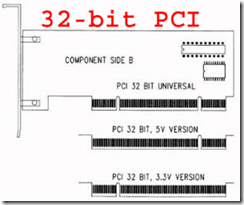 32-bit PCI
COMPONENT SIDE B
PCI 32 BIT UNIVERSAL
PCI 32 BIT, 5V VERSION
PCI 32 BIT, 3.3V VERSION